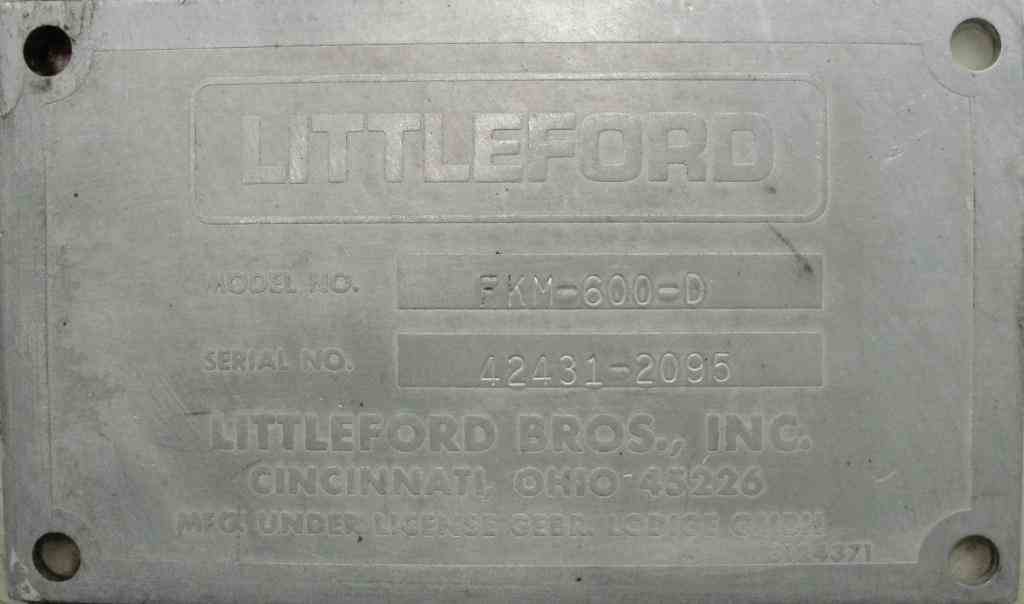 LITTLEFORD
MODEL NO. FKM-600-D
SERIAL NO. 42431-2095
LITTLEFORD BROS., INC.
CINCINNATI, OHIO 45226
MFG. UNDER LICENSE GEBR. LODIGE GMBH